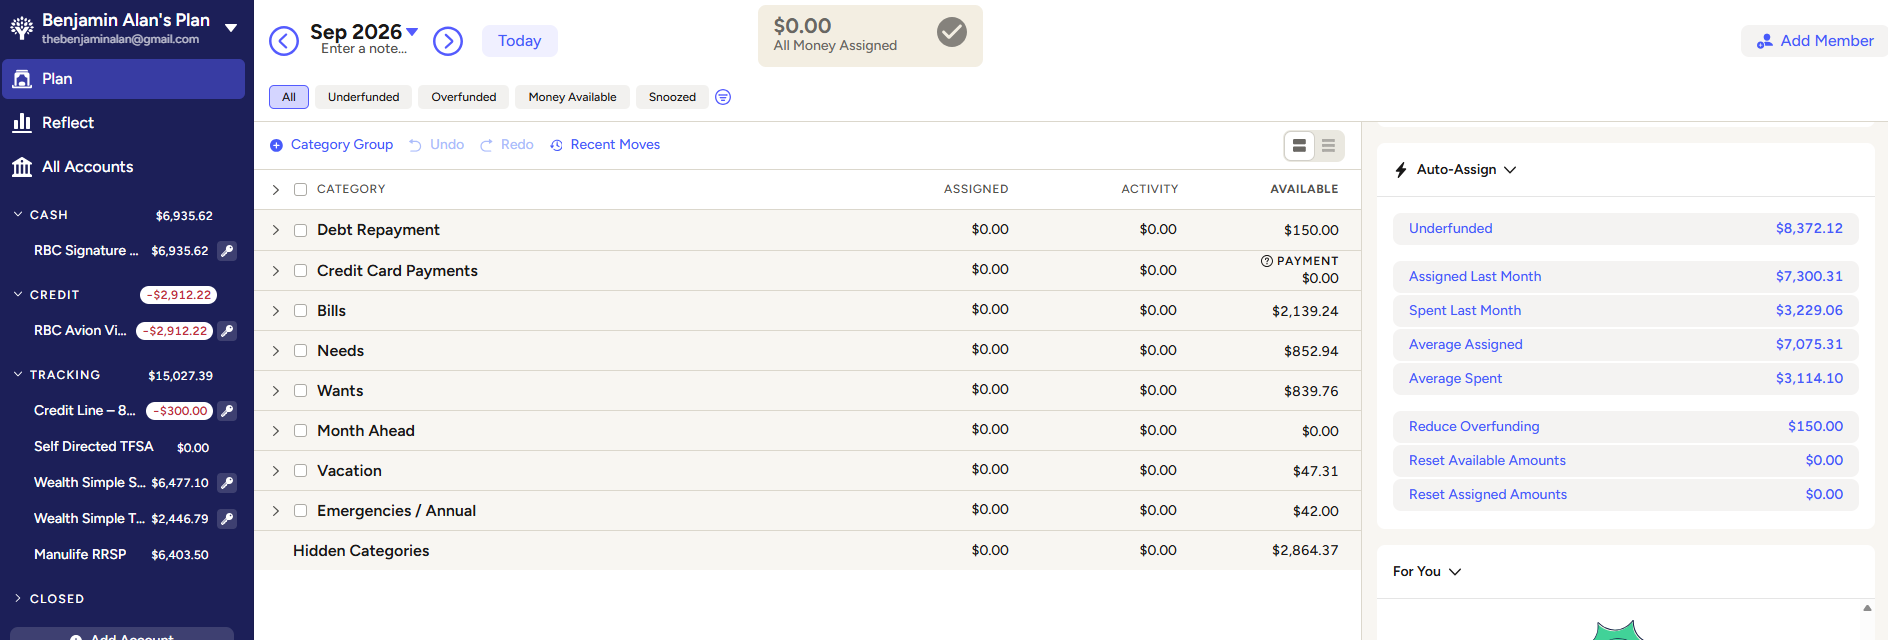 Benjamin Alan's Plan
thebenjaminalan@gmail.com
Plan
Reflect
All Accounts
CASH $6,935.62
RBC Signature ... $6,935.62
CREDIT -$2,912.22
RBC Avion Vi... -$2,912.22
TRACKING $15,027.39
Credit Line – 8... -$300.00
Self Directed TFSA $0.00
Wealth Simple S... $6,477.10
Wealth Simple T... $2,446.79
Manulife RRSP $6,403.50
CLOSED
Add Account
Sep 2026
Enter a note...
Today
$0.00
All Money Assigned
Add Member
All Underfunded Overfunded Money Available Snoozed
Category Group Undo Redo Recent Moves
CATEGORY ASSIGNED ACTIVITY AVAILABLE
Debt Repayment $0.00 $0.00 $150.00
PAYMENT
Credit Card Payments $0.00 $0.00 $0.00
Bills $0.00 $0.00 $2,139.24
Needs $0.00 $0.00 $852.94
Wants $0.00 $0.00 $839.76
Month Ahead $0.00 $0.00 $0.00
Vacation $0.00 $0.00 $47.31
Emergencies / Annual $0.00 $0.00 $42.00
Hidden Categories $0.00 $0.00 $2,864.37
Auto-Assign
Underfunded $8,372.12
Assigned Last Month $7,300.31
Spent Last Month $3,229.06
Average Assigned $7,075.31
Average Spent $3,114.10
Reduce Overfunding $150.00
Reset Available Amounts $0.00
Reset Assigned Amounts $0.00
For You